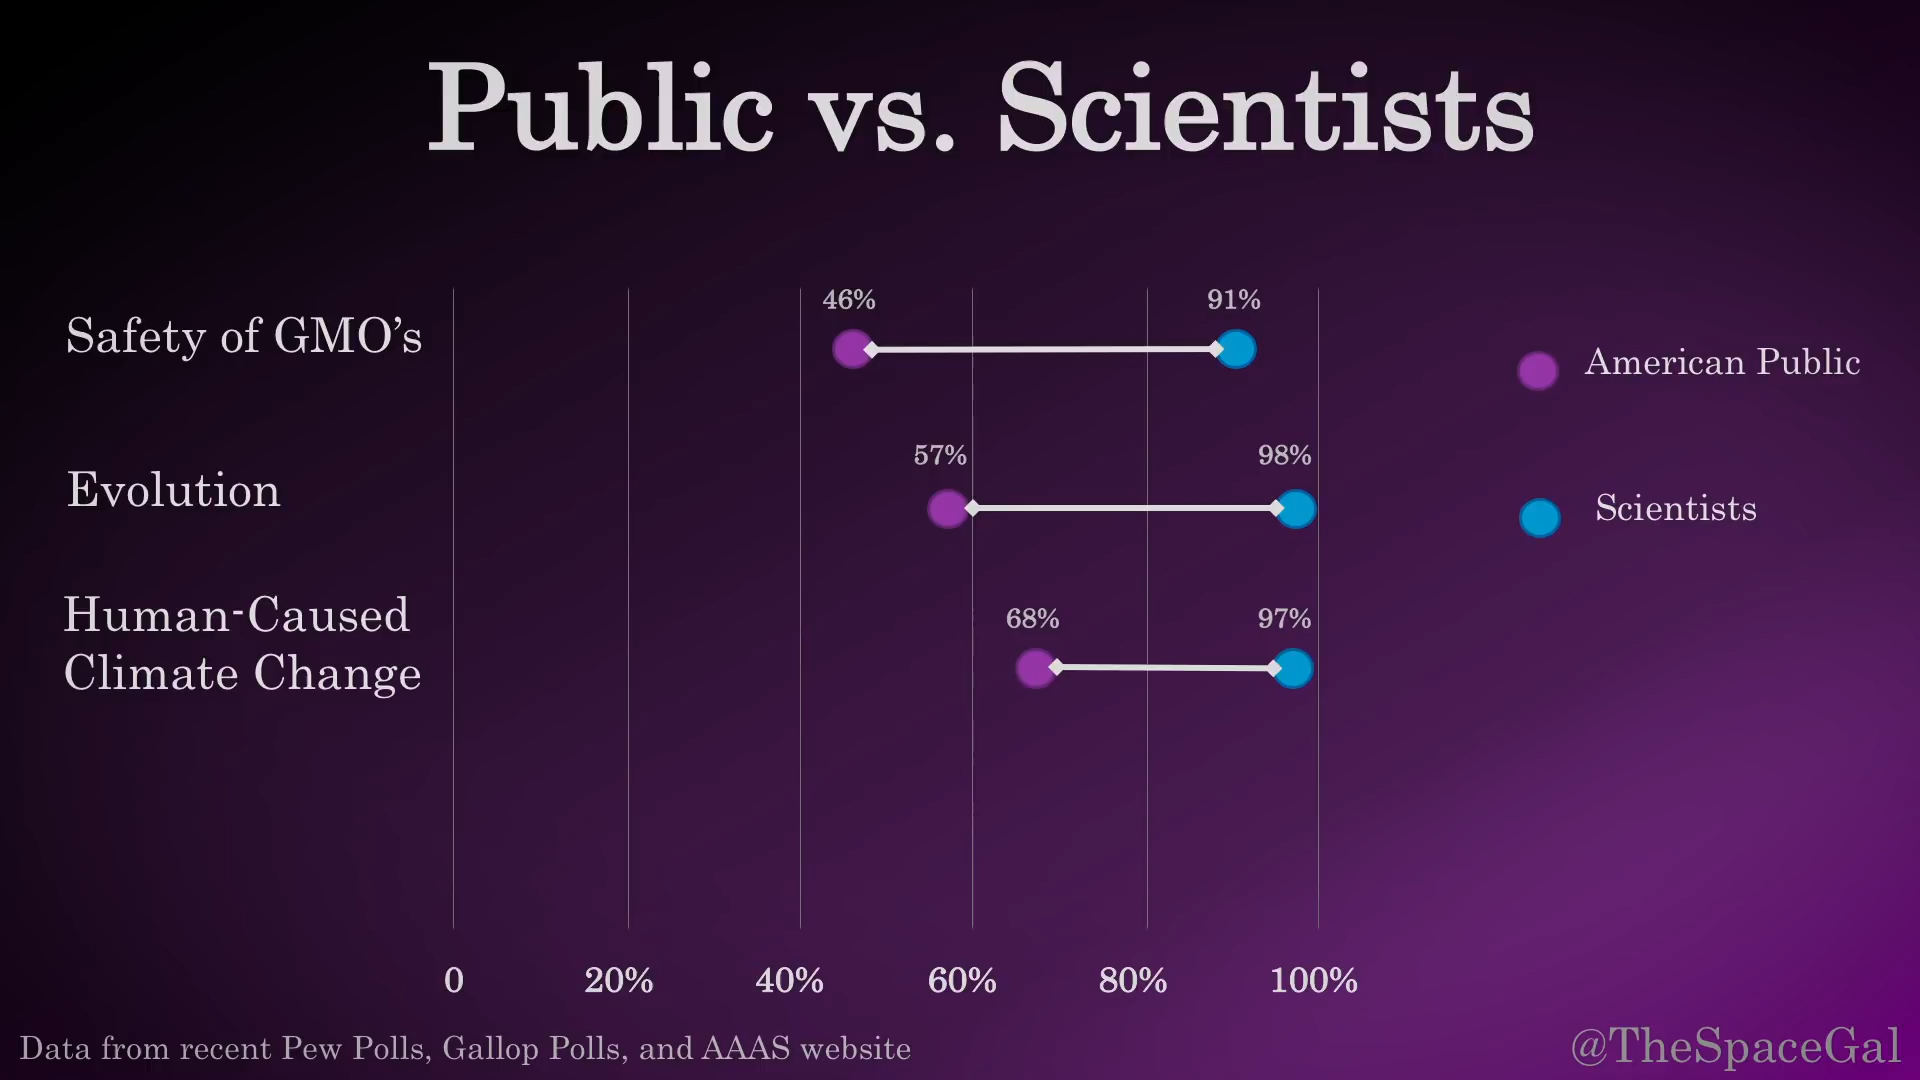 Public vs. Scientists
Safety of GMO's
46%
91%
Evolution
57%
98%
Human-Caused
Climate Change
68%
97%
American Public
Scientists
0
20%
40%
60%
80%
100%
Data from recent Pew Polls, Gallop Polls, and AAAS website
@TheSpaceGal